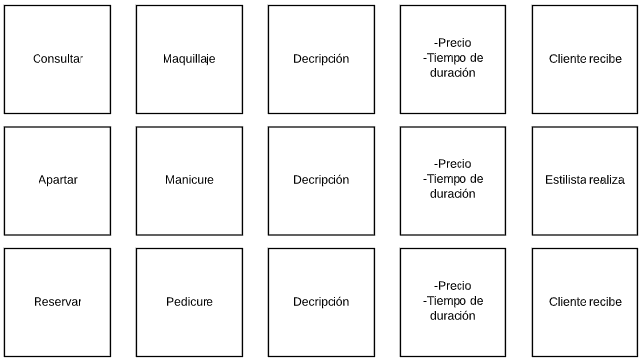 Consultar
Maquillaje
Decripción
-Precio
-Tiempo de
duración
Cliente recibe
Apartar
Manicure
Decripción
-Precio
-Tiempo de
duración
Estilista realiza
Reservar
Pedicure
Decripción
-Precio
-Tiempo de
duración
Cliente recibe